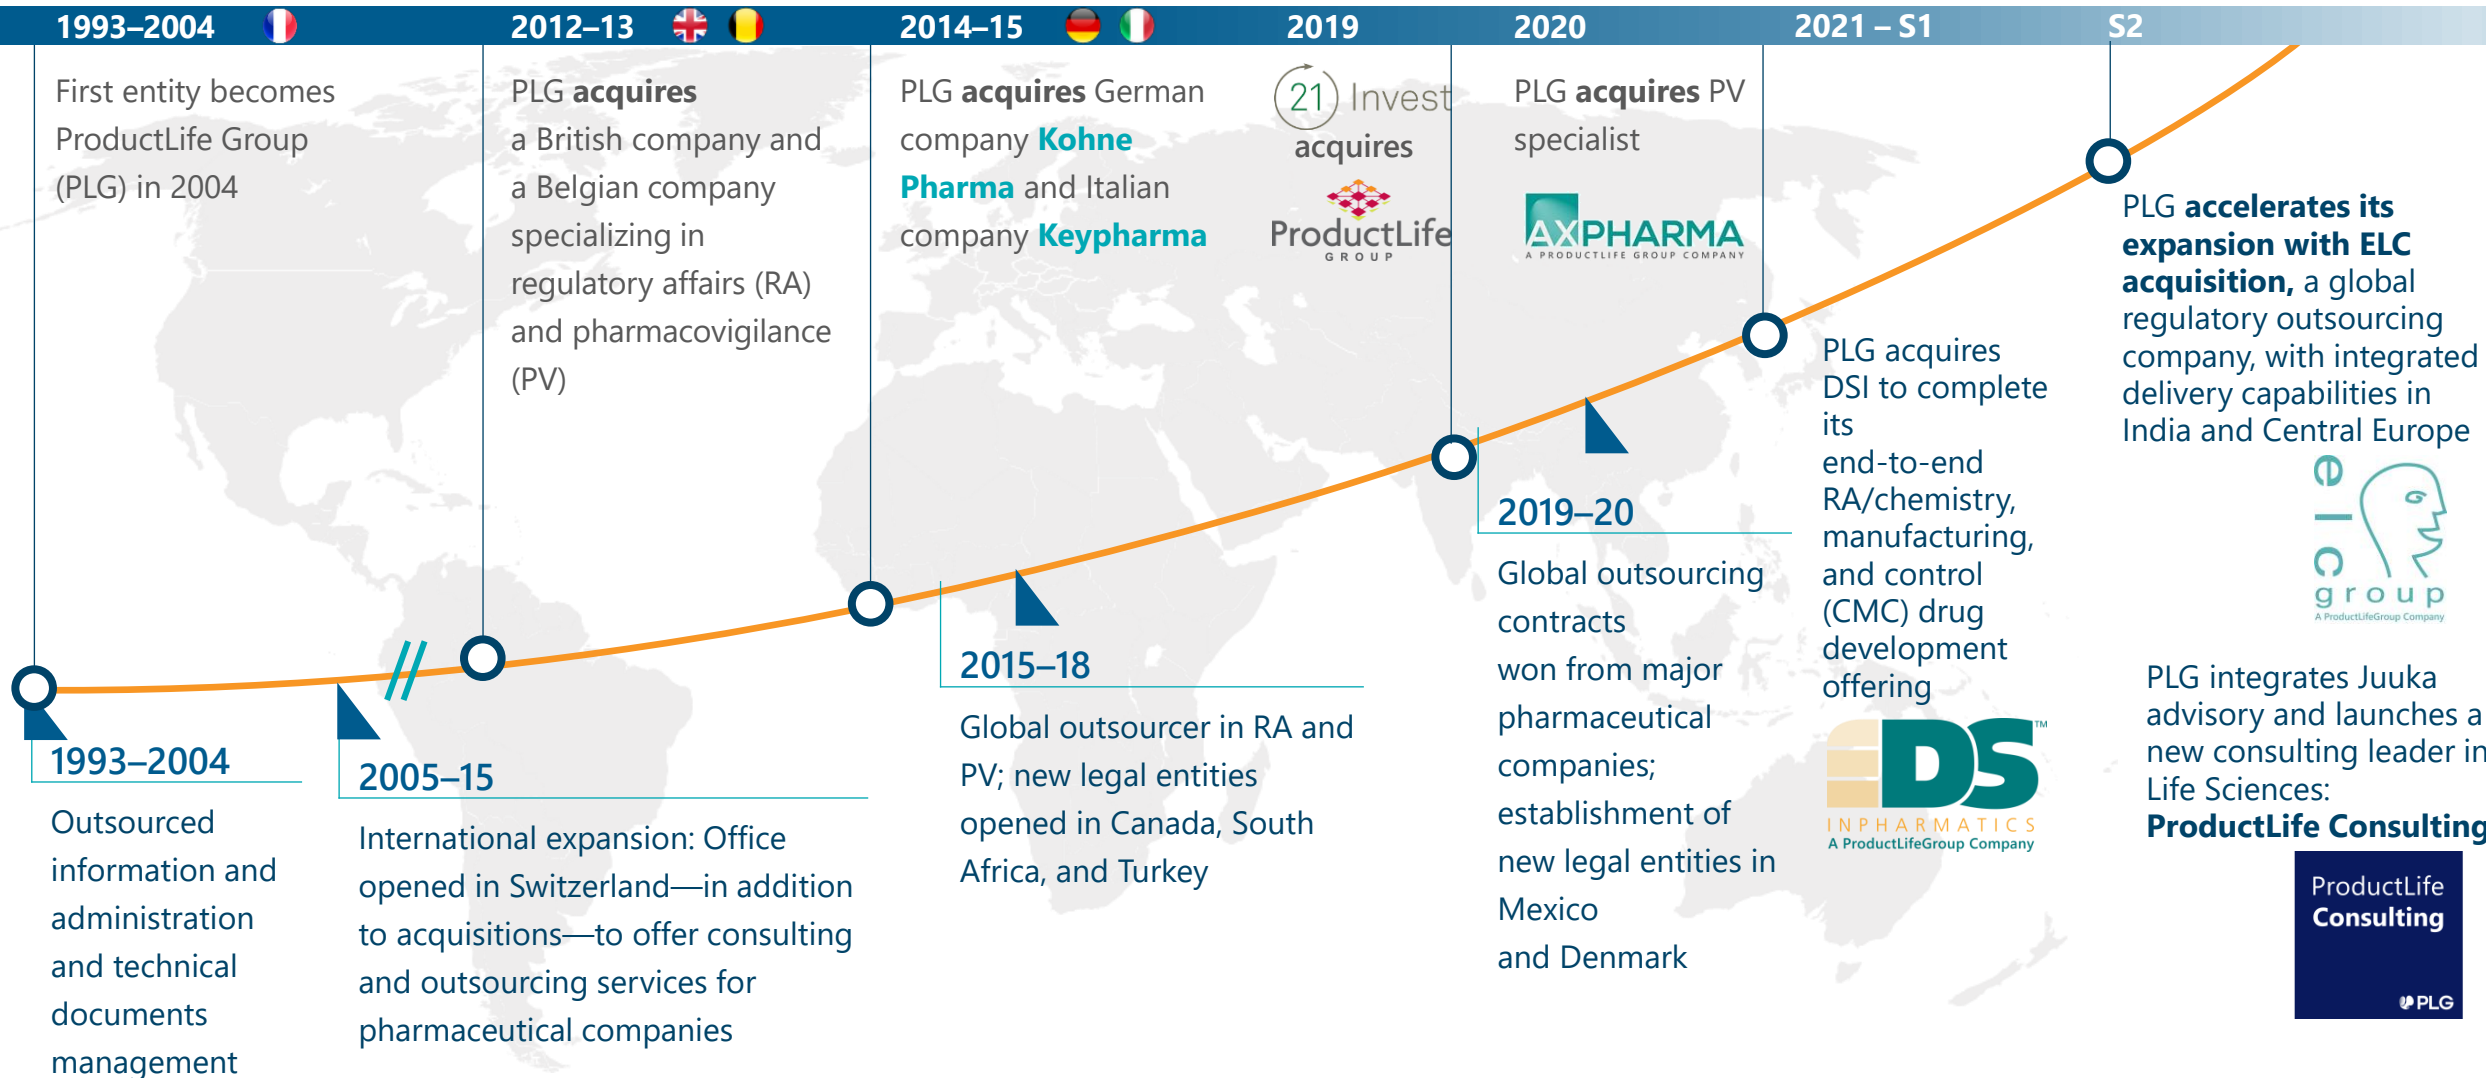 1993–2004
2012–13
2014–15
2019
2020
2021 – S1
S2
First entity becomes
ProductLife Group
(PLG) in 2004
PLG acquires
a British company and
a Belgian company
specializing in
regulatory affairs (RA)
and pharmacovigilance
(PV)
PLG acquires German
company Kohne
Pharma and Italian
company Keypharma
21 Invest
acquires
ProductLife
GROUP
PLG acquires PV
specialist
AXPHARMA
A PRODUCTLIFE GROUP COMPANY
PLG acquires
DSI to complete
its
end-to-end
RA/chemistry,
manufacturing,
and control
(CMC) drug
development
offering
EDS
TM
INPHARMATICS
A ProductLifeGroup Company
PLG accelerates its
expansion with ELC
acquisition, a global
regulatory outsourcing
company, with integrated
delivery capabilities in
India and Central Europe
elc
group
A ProductLifeGroup Company
PLG integrates Juuka
advisory and launches a
new consulting leader in
Life Sciences:
ProductLife Consulting
ProductLife
Consulting
PLG
1993–2004
Outsourced
information and
administration
and technical
documents
management
2005–15
International expansion: Office
opened in Switzerland—in addition
to acquisitions—to offer consulting
and outsourcing services for
pharmaceutical companies
2015–18
Global outsourcer in RA and
PV; new legal entities
opened in Canada, South
Africa, and Turkey
2019–20
Global outsourcing
contracts
won from major
pharmaceutical
companies;
establishment of
new legal entities in
Mexico
and Denmark